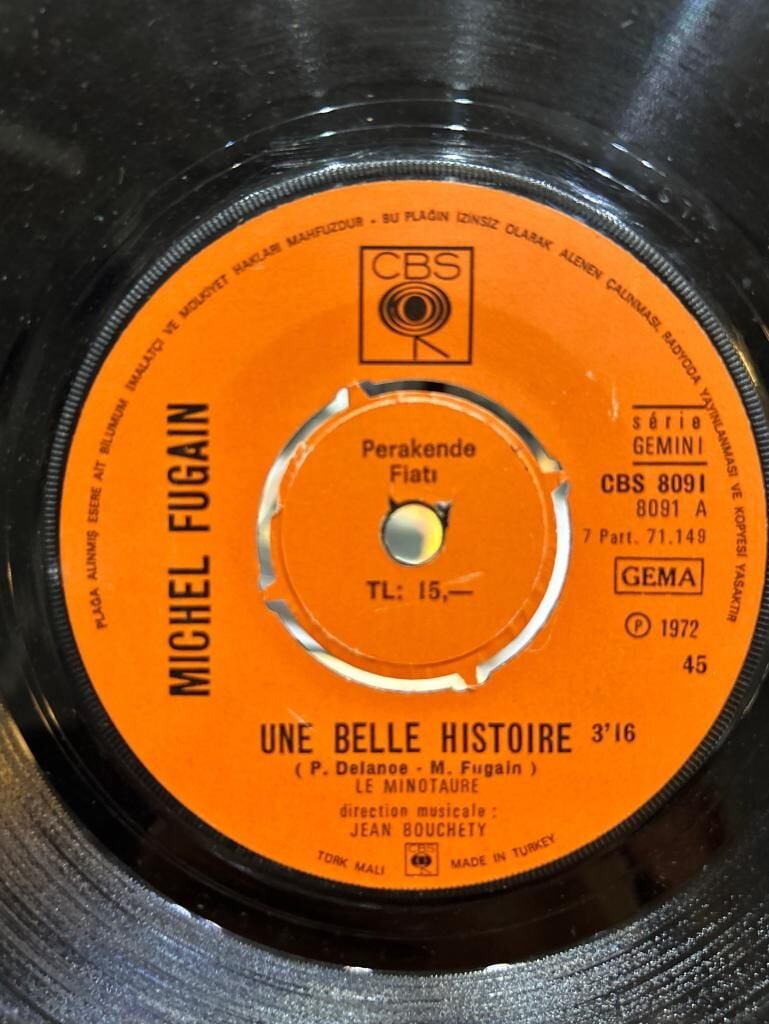 PLAĞA ALINMIŞ ESERE AİT BİLUMUM İMALATÇI VE MÜLKİYET HAKLARI MAHFUZDUR - BU PLAĞIN İZİNSİZ OLARAK ALENEN ÇALINMASI, RADYODA YAYINLANMASI VE KOPYESİ YASAKTIR
CBS
MICHEL FUGAIN
Perakende
Fiatı
TL: 15,—
série
GEMINI
CBS 8091
8091 A
7 Part. 71.149
GEMA
℗ 1972
45
UNE BELLE HISTOIRE 3'16
( P. Delanoe - M. Fugain )
LE MINOTAURE
direction musicale :
JEAN BOUCHETY
TÜRK MALI CBS MADE IN TURKEY